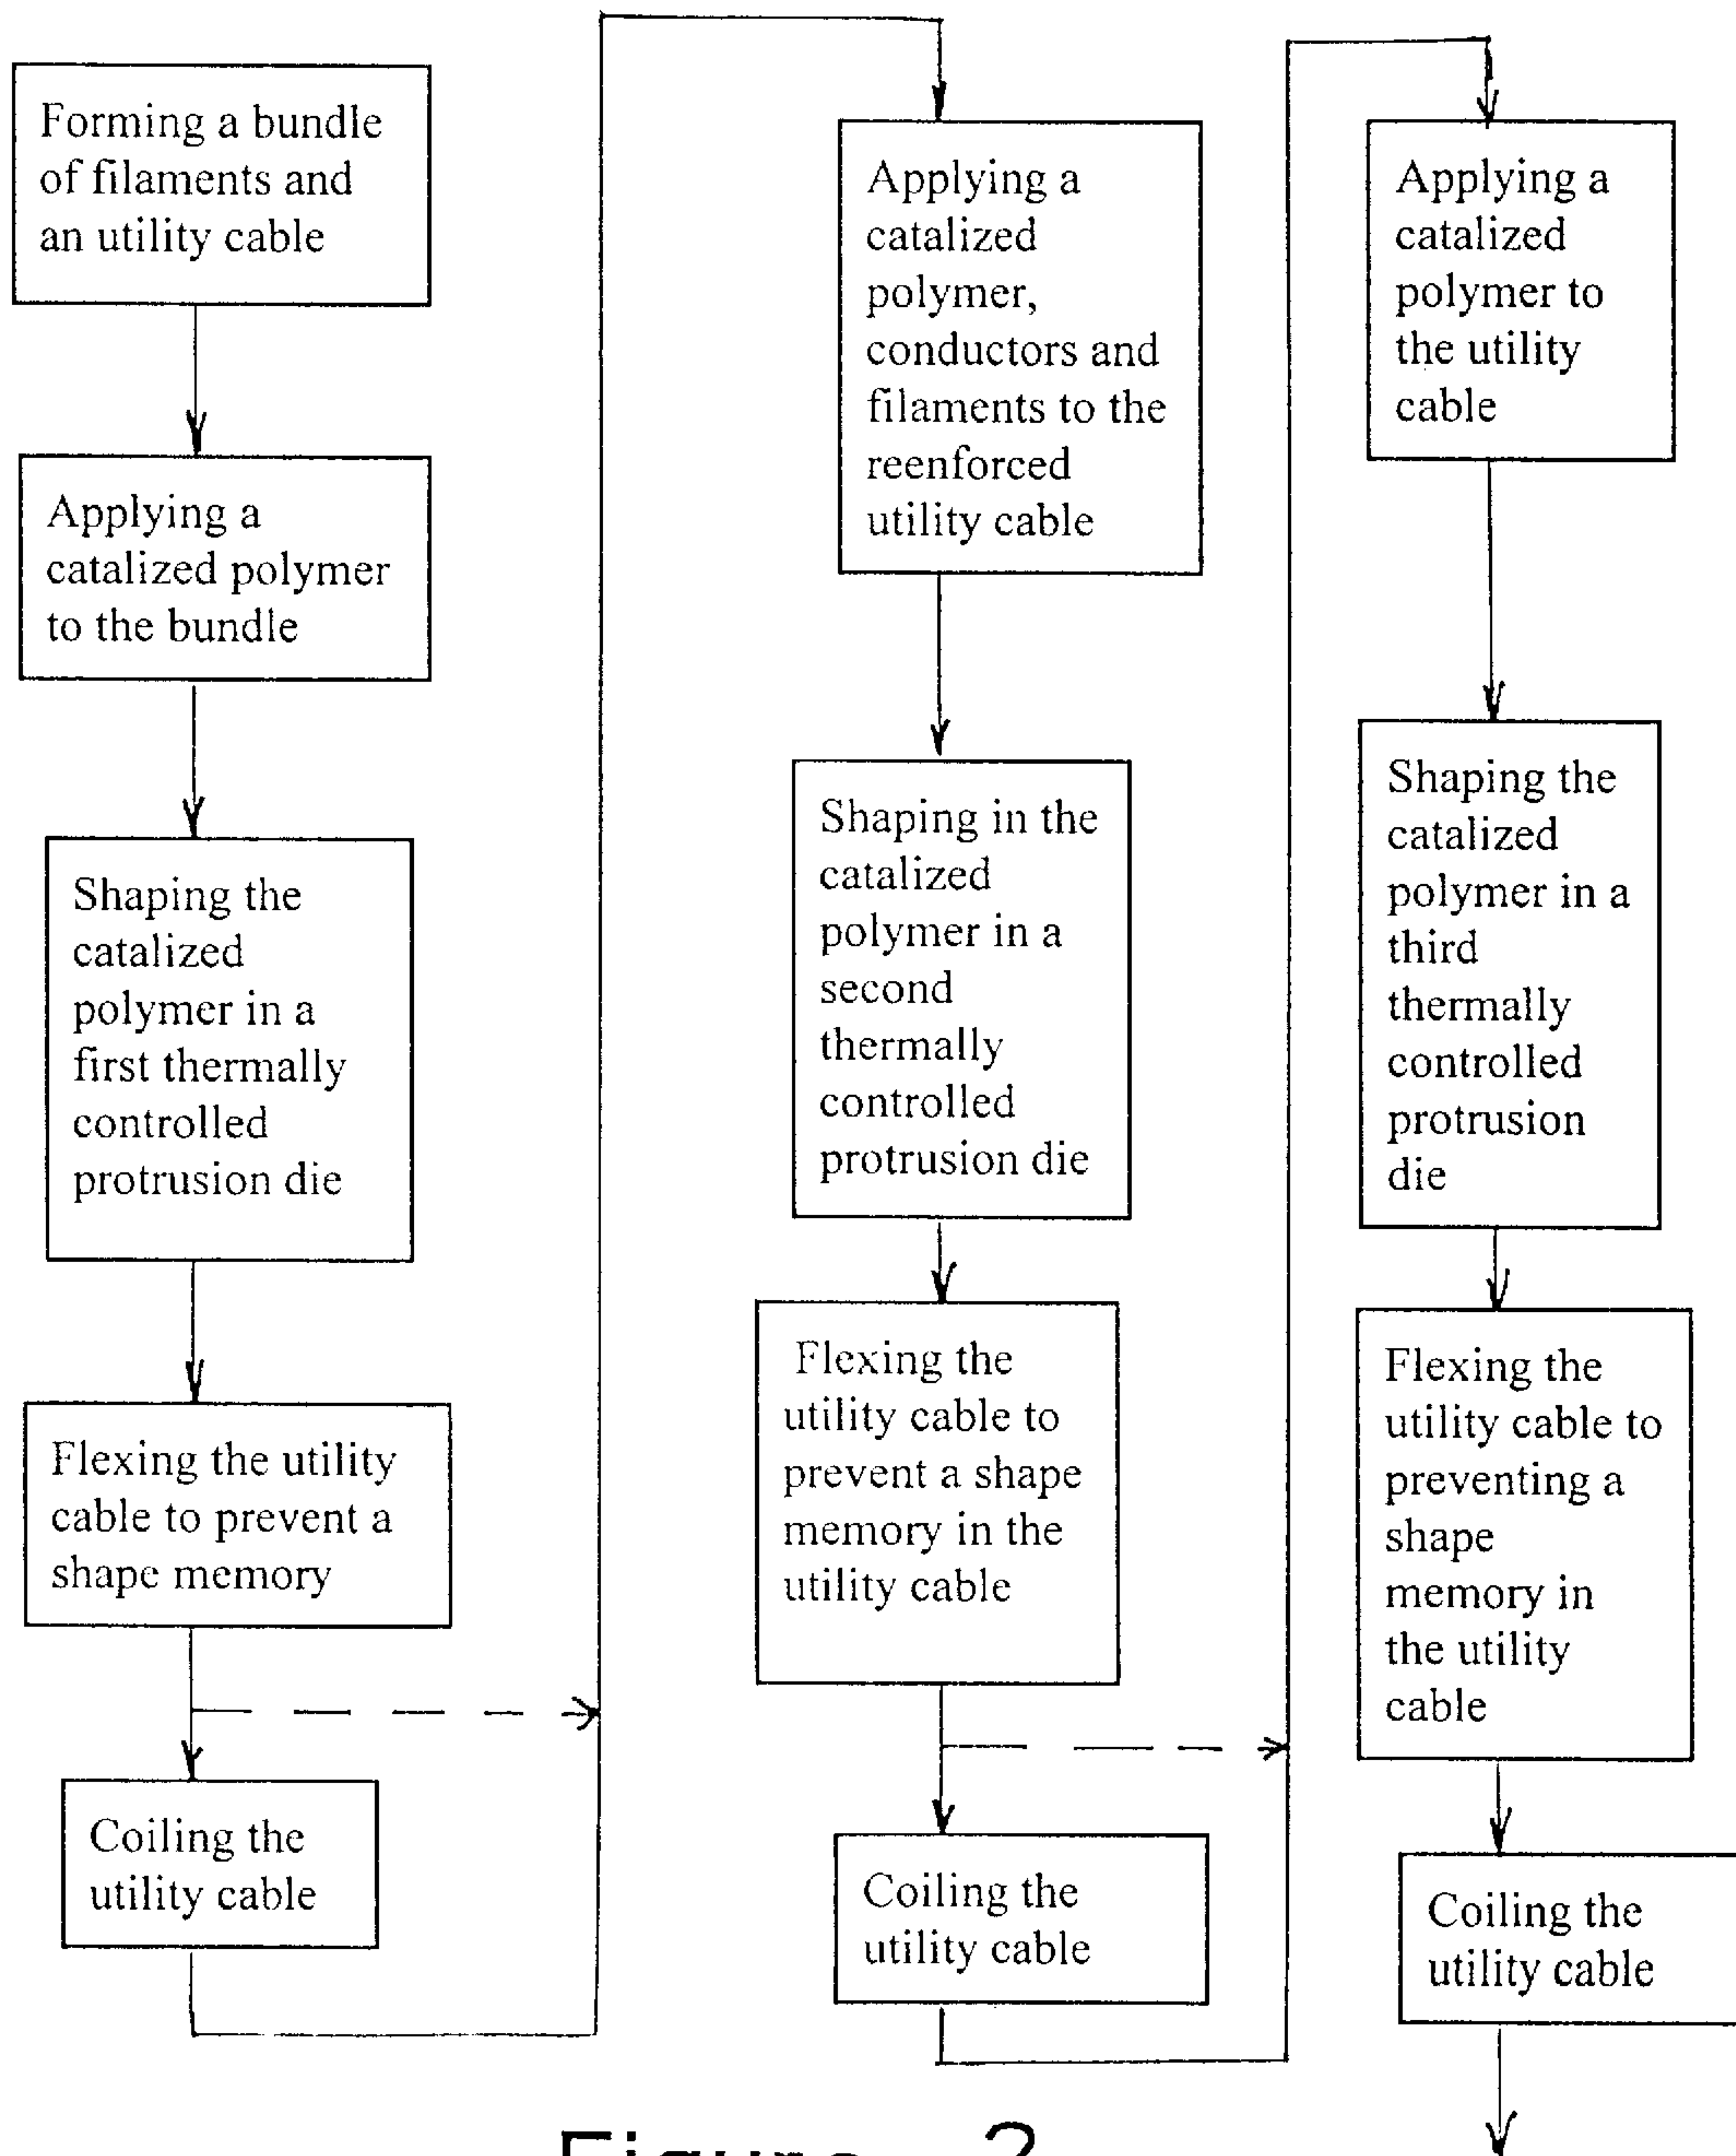 Forming a bundle
of filaments and
an utility cable
Applying a
catalized polymer
to the bundle
Shaping the
catalized
polymer in a
first thermally
controlled
protrusion die
Flexing the utility
cable to prevent a
shape memory
Coiling the
utility cable
Applying a
catalized
polymer,
conductors and
filaments to the
reenforced
utility cable
Shaping in the
catalized
polymer in a
second
thermally
controlled
protrusion die
Flexing the
utility cable to
prevent a shape
memory in the
utility cable
Coiling the
utility cable
Applying a
catalized
polymer to
the utility
cable
Shaping the
catalized
polymer in a
third
thermally
controlled
protrusion
die
Flexing the
utility cable to
preventing a
shape
memory in
the utility
cable
Coiling the
utility cable
Figure